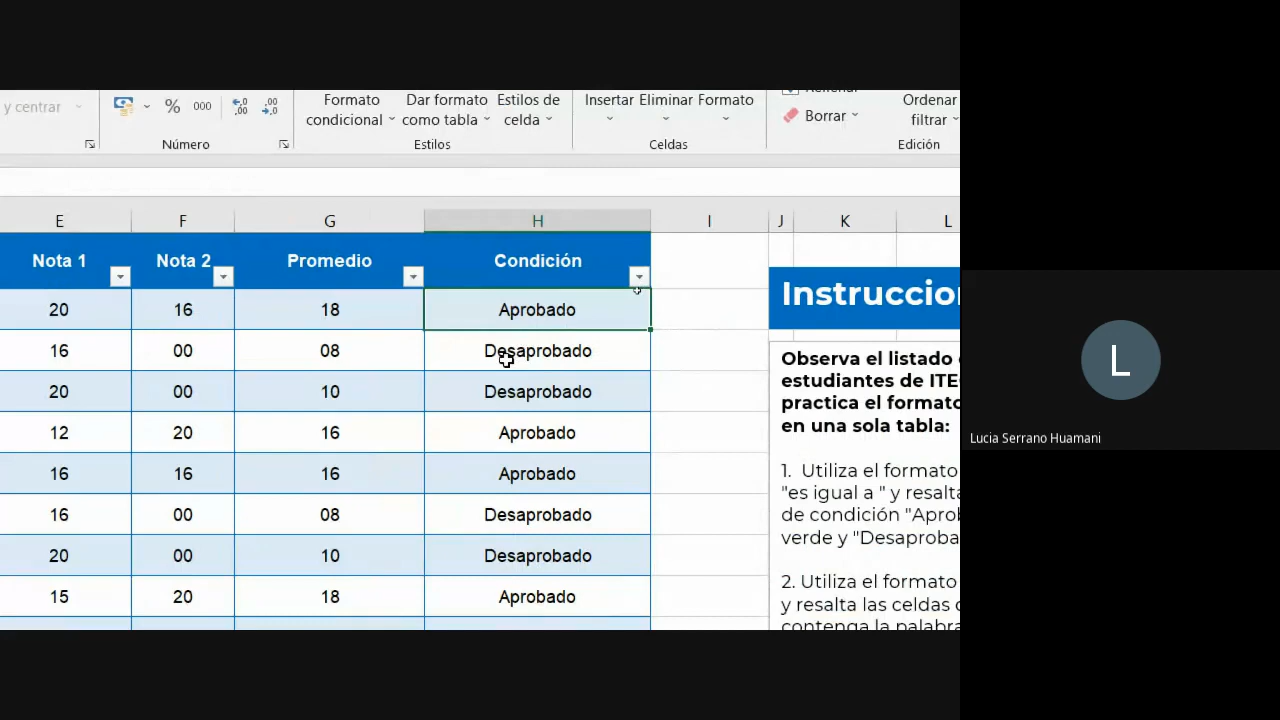 y centrar
%
000
Formato
condicional
Dar formato
como tabla
Estilos de
celda
Insertar Eliminar Formato
Borrar
Ordenar
filtrar
Número
Estilos
Celdas
Edición
E F G H I J K L
Nota 1 Nota 2 Promedio Condición
20 16 18 Aprobado
16 00 08 Desaprobado
20 00 10 Desaprobado
12 20 16 Aprobado
16 16 16 Aprobado
16 00 08 Desaprobado
20 00 10 Desaprobado
15 20 18 Aprobado
Instruccion
Observa el listado
estudiantes de ITE
practica el formato
en una sola tabla:
1. Utiliza el formato
"es igual a " y resalta
de condición "Aprob
verde y "Desaproba
2. Utiliza el formato
y resalta las celdas
contenga la palabra
L
Lucia Serrano Huamani